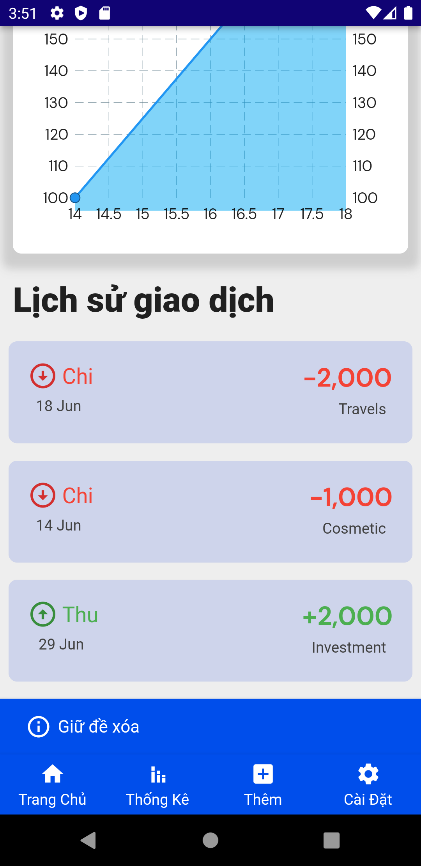 3:51
150 150
140 140
130 130
120 120
110 110
100 100
14 14.5 15 15.5 16 16.5 17 17.5 18
Lịch sử giao dịch
Chi -2,000
18 Jun Travels
Chi -1,000
14 Jun Cosmetic
Thu +2,000
29 Jun Investment
Giữ đề xóa
Trang Chủ Thống Kê Thêm Cài Đặt